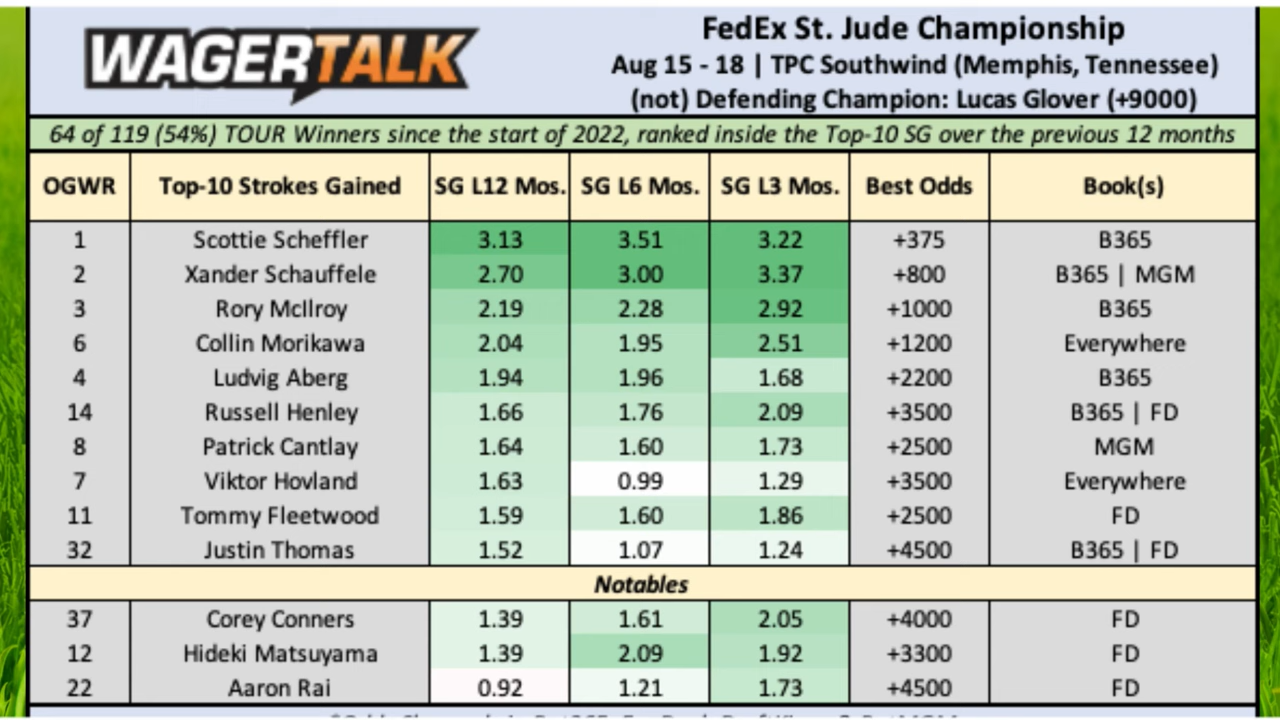 WAGERTALK
FedEx St. Jude Championship
Aug 15 - 18 | TPC Southwind (Memphis, Tennessee)
(not) Defending Champion: Lucas Glover (+9000)
64 of 119 (54%) TOUR Winners since the start of 2022, ranked inside the Top-10 SG over the previous 12 months
OGWR Top-10 Strokes Gained SG L12 Mos. SG L6 Mos. SG L3 Mos. Best Odds Book(s)
1 Scottie Scheffler 3.13 3.51 3.22 +375 B365
2 Xander Schauffele 2.70 3.00 3.37 +800 B365 | MGM
3 Rory McIlroy 2.19 2.28 2.92 +1000 B365
6 Collin Morikawa 2.04 1.95 2.51 +1200 Everywhere
4 Ludvig Aberg 1.94 1.96 1.68 +2200 B365
14 Russell Henley 1.66 1.76 2.09 +3500 B365 | FD
8 Patrick Cantlay 1.64 1.60 1.73 +2500 MGM
7 Viktor Hovland 1.63 0.99 1.29 +3500 Everywhere
11 Tommy Fleetwood 1.59 1.60 1.86 +2500 FD
32 Justin Thomas 1.52 1.07 1.24 +4500 B365 | FD
Notables
37 Corey Conners 1.39 1.61 2.05 +4000 FD
12 Hideki Matsuyama 1.39 2.09 1.92 +3300 FD
22 Aaron Rai 0.92 1.21 1.73 +4500 FD